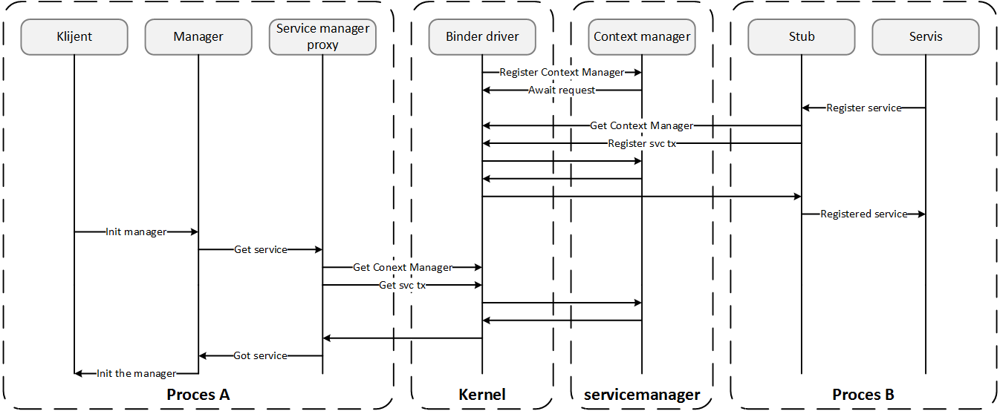 Klijent
Manager
Service manager
proxy
Binder driver
Context manager
Stub
Servis
Register Context Manager
Await request
Register service
Get Context Manager
Register svc tx
Registered service
Init manager
Get service
Get Conext Manager
Get svc tx
Got service
Init the manager
Proces A
Kernel
servicemanager
Proces B